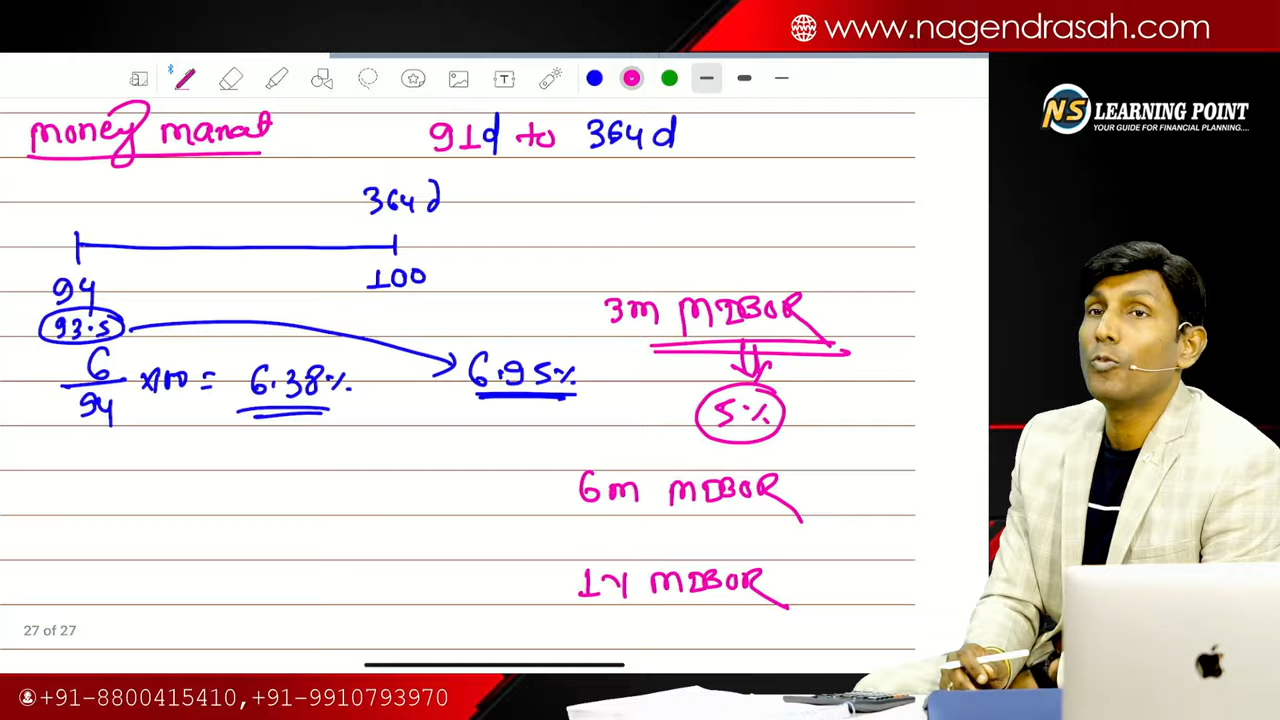 www.nagendrasah.com
NS LEARNING POINT
YOUR GUIDE FOR FINANCIAL PLANNING....
T
money market 91d to 364d
364d
94 100
93.5
6/94 x100 = 6.38% 6.95%
3m MIBOR
5%
6m MIBOR
1Y MIBOR
27 of 27
+91-8800415410,+91-9910793970